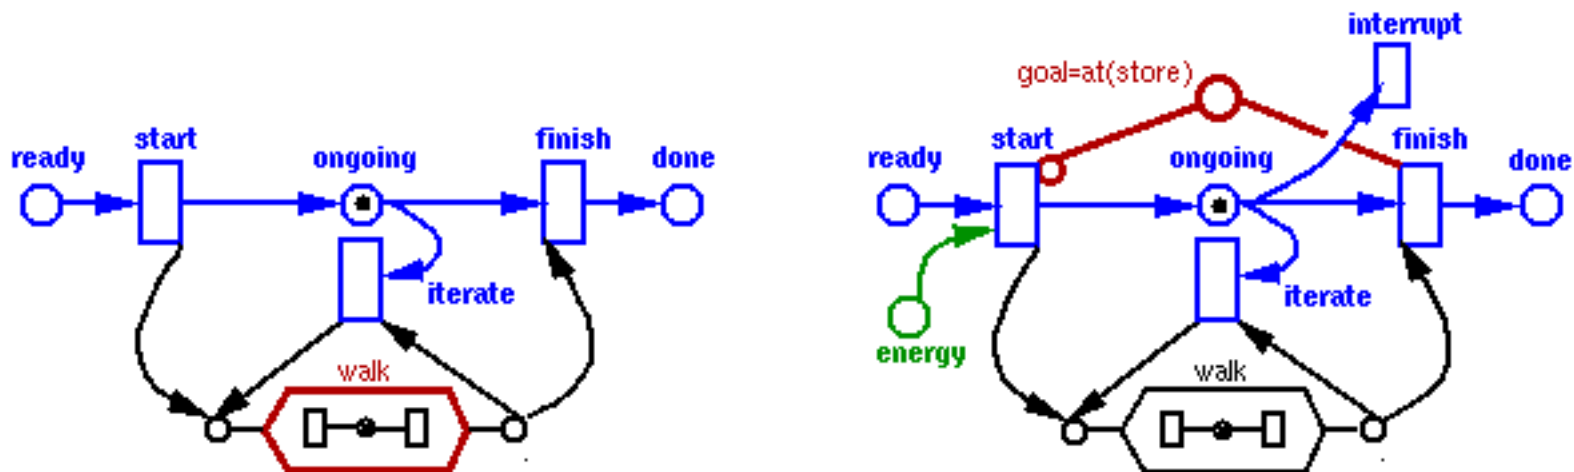 ready
start
ongoing
finish
done
iterate
walk
interrupt
goal=at(store)
ready
start
ongoing
finish
done
iterate
energy
walk